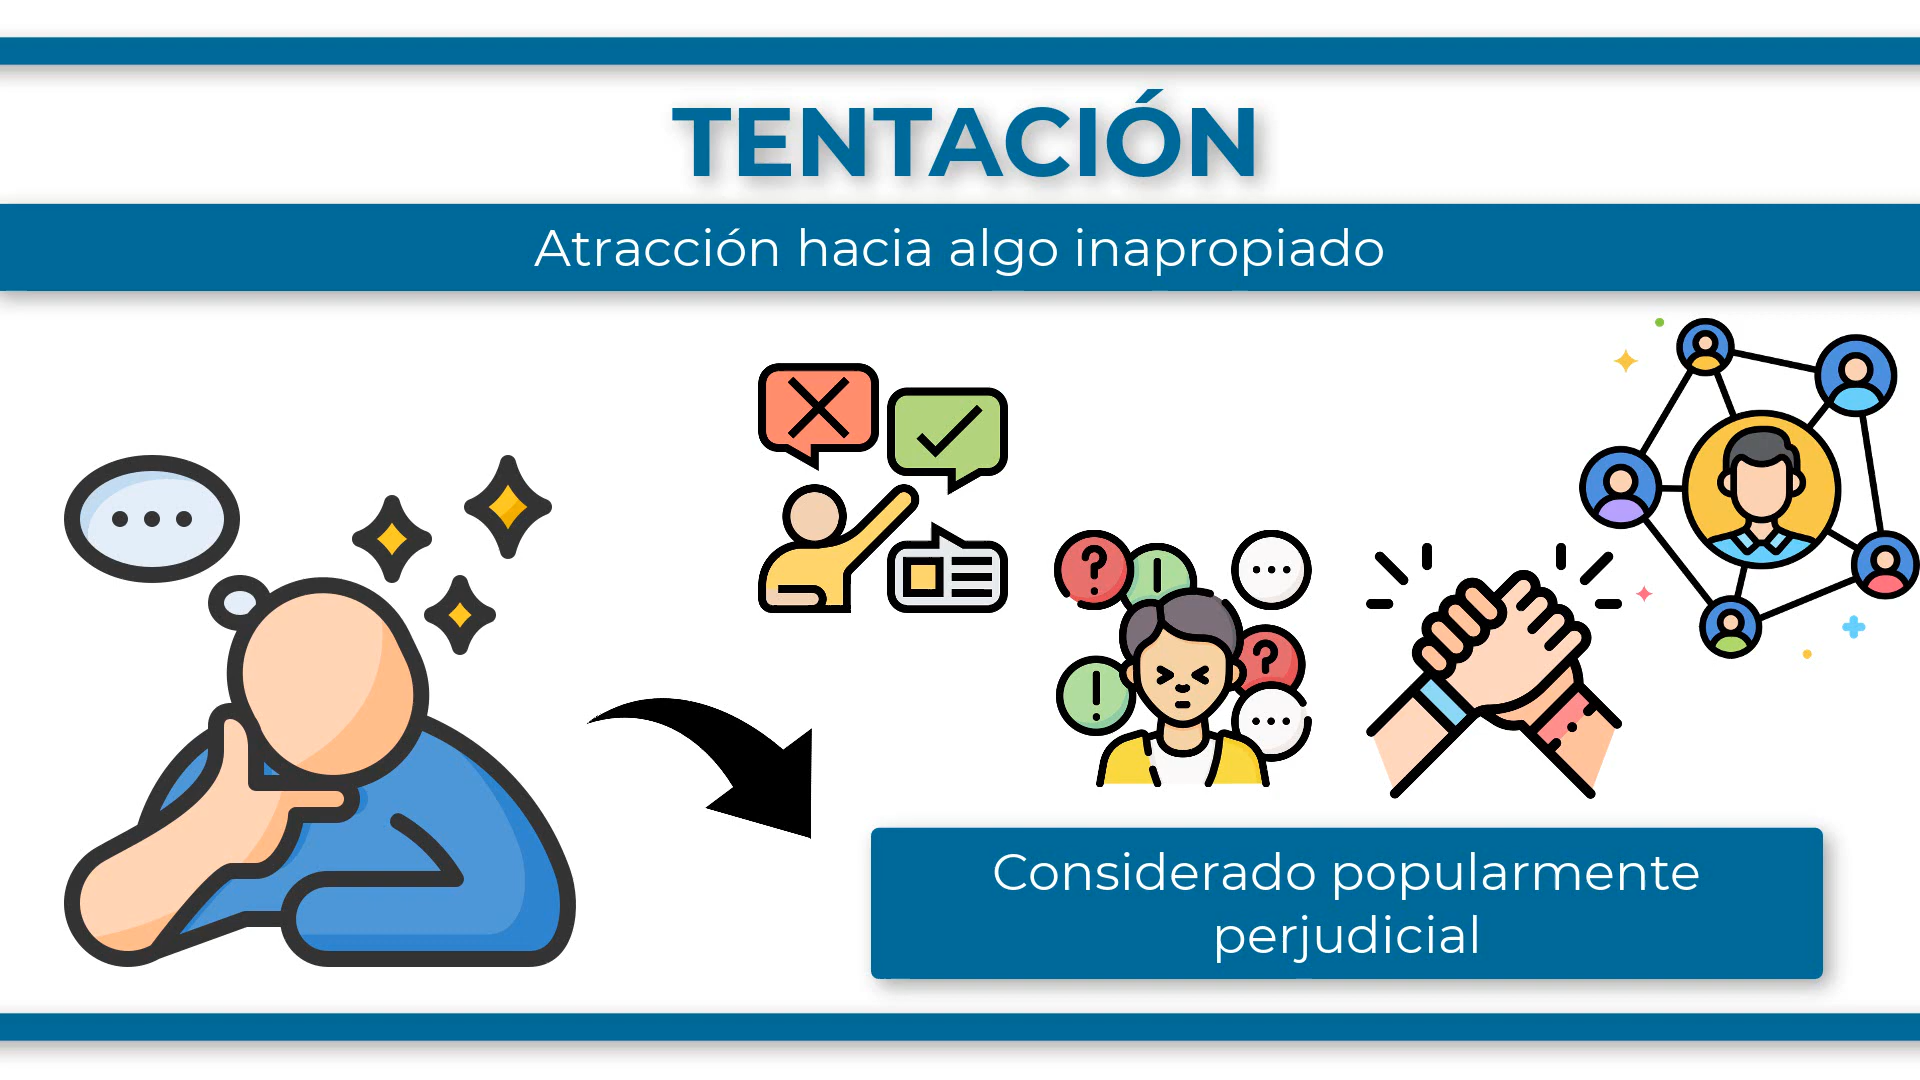 TENTACIÓN
Atracción hacia algo inapropiado
Considerado popularmente
perjudicial